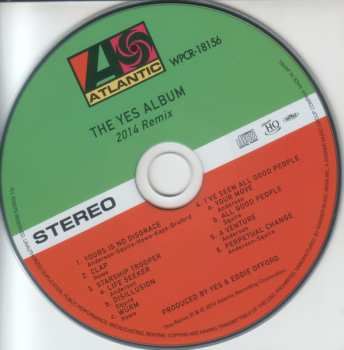 ATLANTIC
WPCR-18156
THE YES ALBUM
2014 Remix
STEREO
1. YOURS IS NO DISGRACE
Anderson-Squire-Howe-Kaye-Bruford
2. CLAP
Howe
3. STARSHIP TROOPER
a. LIFE SEEKER
Anderson
b. DISILLUSION
Squire
c. WÜRM
Howe
4. I'VE SEEN ALL GOOD PEOPLE
a. YOUR MOVE
Anderson
b. ALL GOOD PEOPLE
Squire
5. A VENTURE
Anderson
6. PERPETUAL CHANGE
Anderson-Squire
PRODUCED BY YES & EDDIE OFFORD